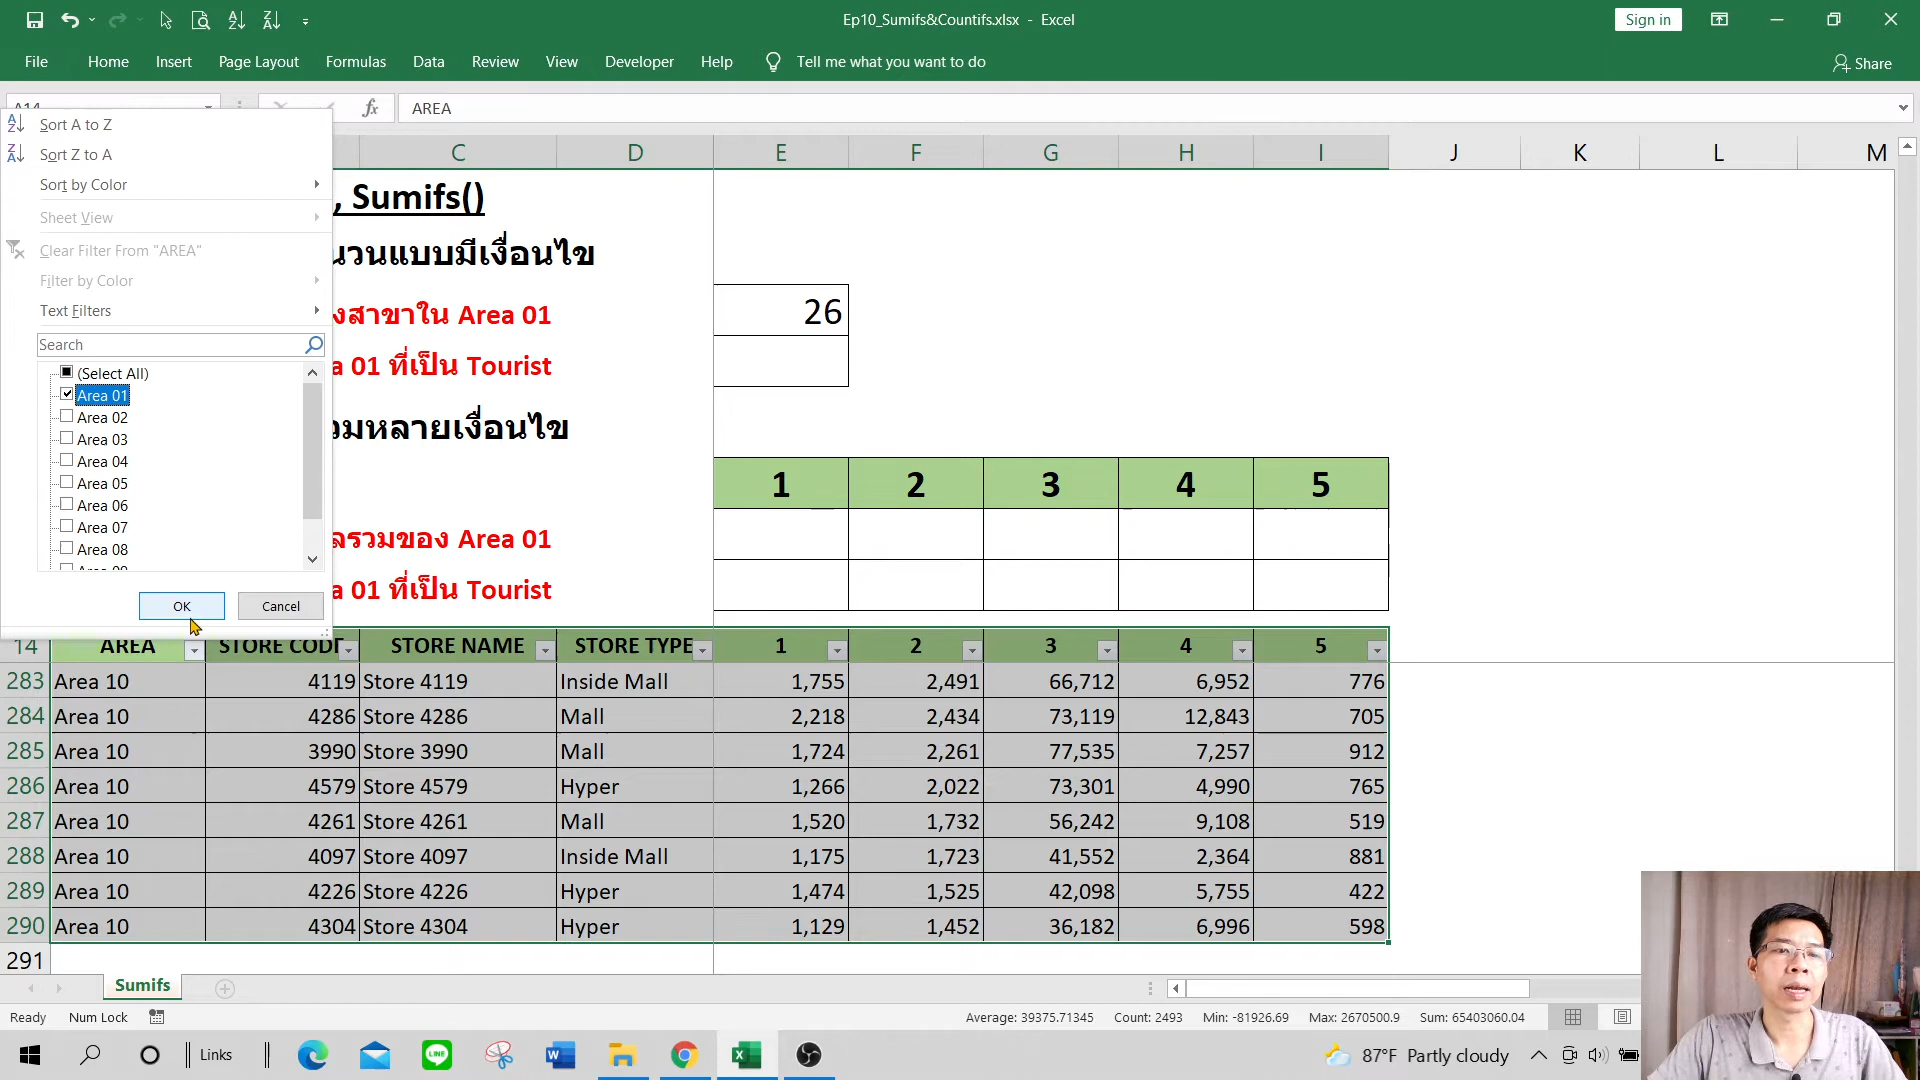 Ep10_Sumifs&Countifs.xlsx - Excel
Sign in
File Home Insert Page Layout Formulas Data Review View Developer Help Tell me what you want to do
Share
fx AREA
Sort A to Z
Sort Z to A
Sort by Color
Sheet View
Clear Filter From "AREA"
Filter by Color
Text Filters
Search
(Select All)
Area 01
Area 02
Area 03
Area 04
Area 05
Area 06
Area 07
Area 08
OK Cancel
C D E F G H I J K L M
, Sumifs()
นวนแบบมีเงื่อนไข
งสาขาใน Area 01 26
a 01 ที่เป็น Tourist
วมหลายเงื่อนไข
1 2 3 4 5
ลรวมของ Area 01
a 01 ที่เป็น Tourist
14 AREA STORE CODE STORE NAME STORE TYPE 1 2 3 4 5
283 Area 10 4119 Store 4119 Inside Mall 1,755 2,491 66,712 6,952 776
284 Area 10 4286 Store 4286 Mall 2,218 2,434 73,119 12,843 705
285 Area 10 3990 Store 3990 Mall 1,724 2,261 77,535 7,257 912
286 Area 10 4579 Store 4579 Hyper 1,266 2,022 73,301 4,990 765
287 Area 10 4261 Store 4261 Mall 1,520 1,732 56,242 9,108 519
288 Area 10 4097 Store 4097 Inside Mall 1,175 1,723 41,552 2,364 881
289 Area 10 4226 Store 4226 Hyper 1,474 1,525 42,098 5,755 422
290 Area 10 4304 Store 4304 Hyper 1,129 1,452 36,182 6,996 598
291
Sumifs
Ready Num Lock Average: 39375.71345 Count: 2493 Min: -81926.69 Max: 2670500.9 Sum: 65403060.04
Links 87°F Partly cloudy